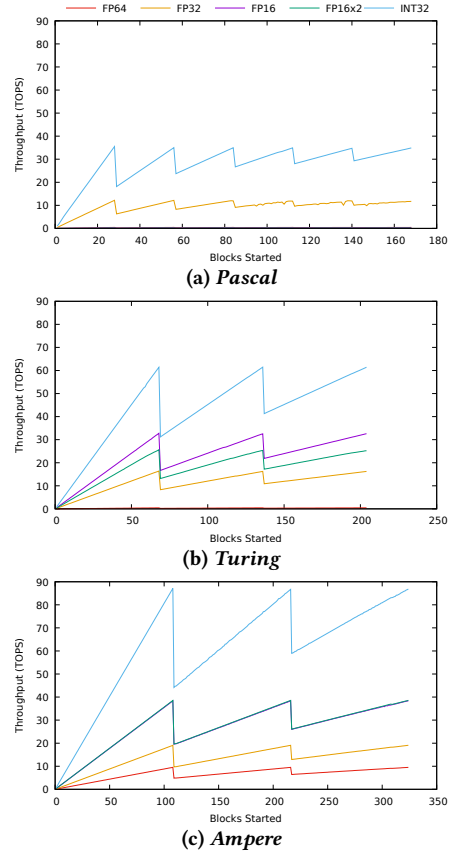 FP64 FP32 FP16 FP16x2 INT32
90
80
70
60
50
40
30
20
10
0
Throughput (TOPS)
0 20 40 60 80 100 120 140 160 180
Blocks Started
(a) Pascal
90
80
70
60
50
40
30
20
10
0
Throughput (TOPS)
0 50 100 150 200 250
Blocks Started
(b) Turing
90
80
70
60
50
40
30
20
10
0
Throughput (TOPS)
0 50 100 150 200 250 300 350
Blocks Started
(c) Ampere